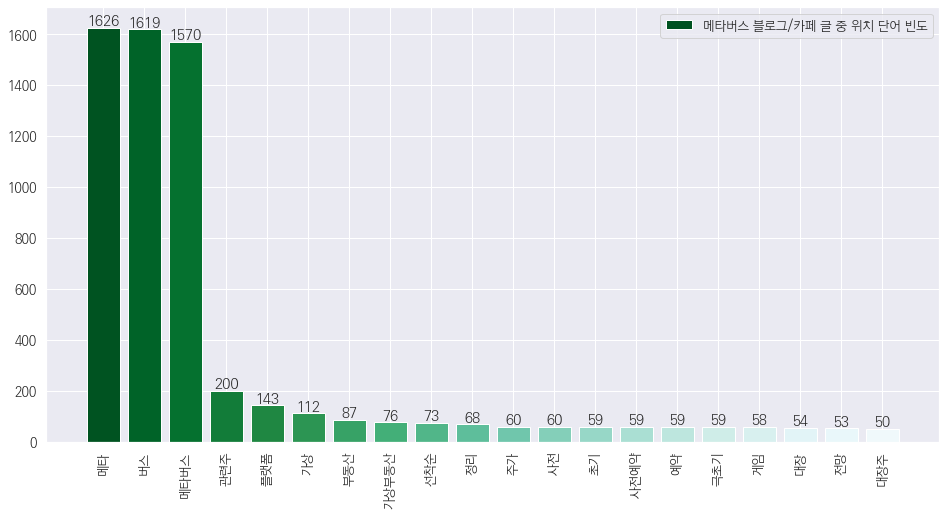 메타버스 블로그/카페 글 중 위치 단어 빈도
1600
1400
1200
1000
800
600
400
200
0
1626
1619
1570
200
143
112
87
76
73
68
60
60
59
59
59
59
58
54
53
50
메타
버스
메타버스
관련주
플랫폼
가상
부동산
가상부동산
선착순
정리
주가
사전
초기
사전예약
예약
극초기
게임
대장
전망
대장주